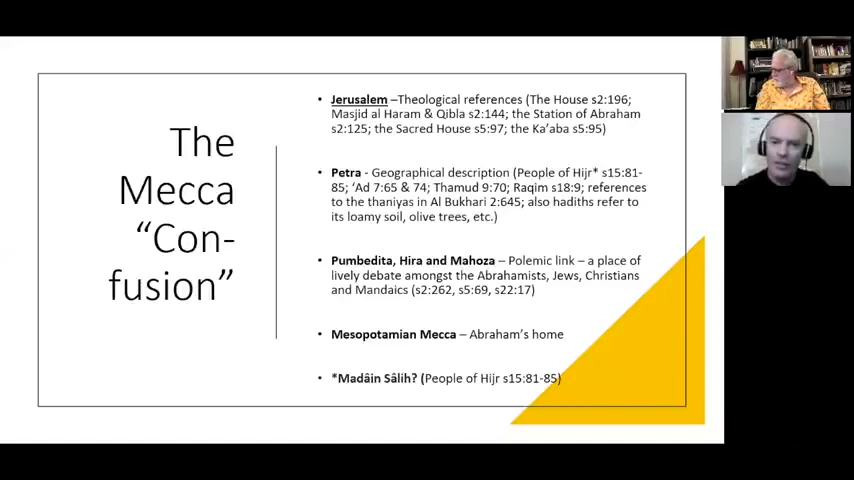 The
Mecca
“Con-
fusion”
• Jerusalem –Theological references (The House s2:196;
Masjid al Haram & Qibla s2:144; the Station of Abraham
s2:125; the Sacred House s5:97; the Ka’aba s5:95)
• Petra - Geographical description (People of Hijr* s15:81-
85; ‘Ad 7:65 & 74; Thamud 9:70; Raqim s18:9; references
to the thaniyas in Al Bukhari 2:645; also hadiths refer to
its loamy soil, olive trees, etc.)
• Pumbedita, Hira and Mahoza – Polemic link – a place of
lively debate amongst the Abrahamists, Jews, Christians
and Mandaics (s2:262, s5:69, s22:17)
• Mesopotamian Mecca – Abraham’s home
• *Madâin Sâlih? (People of Hijr s15:81-85)